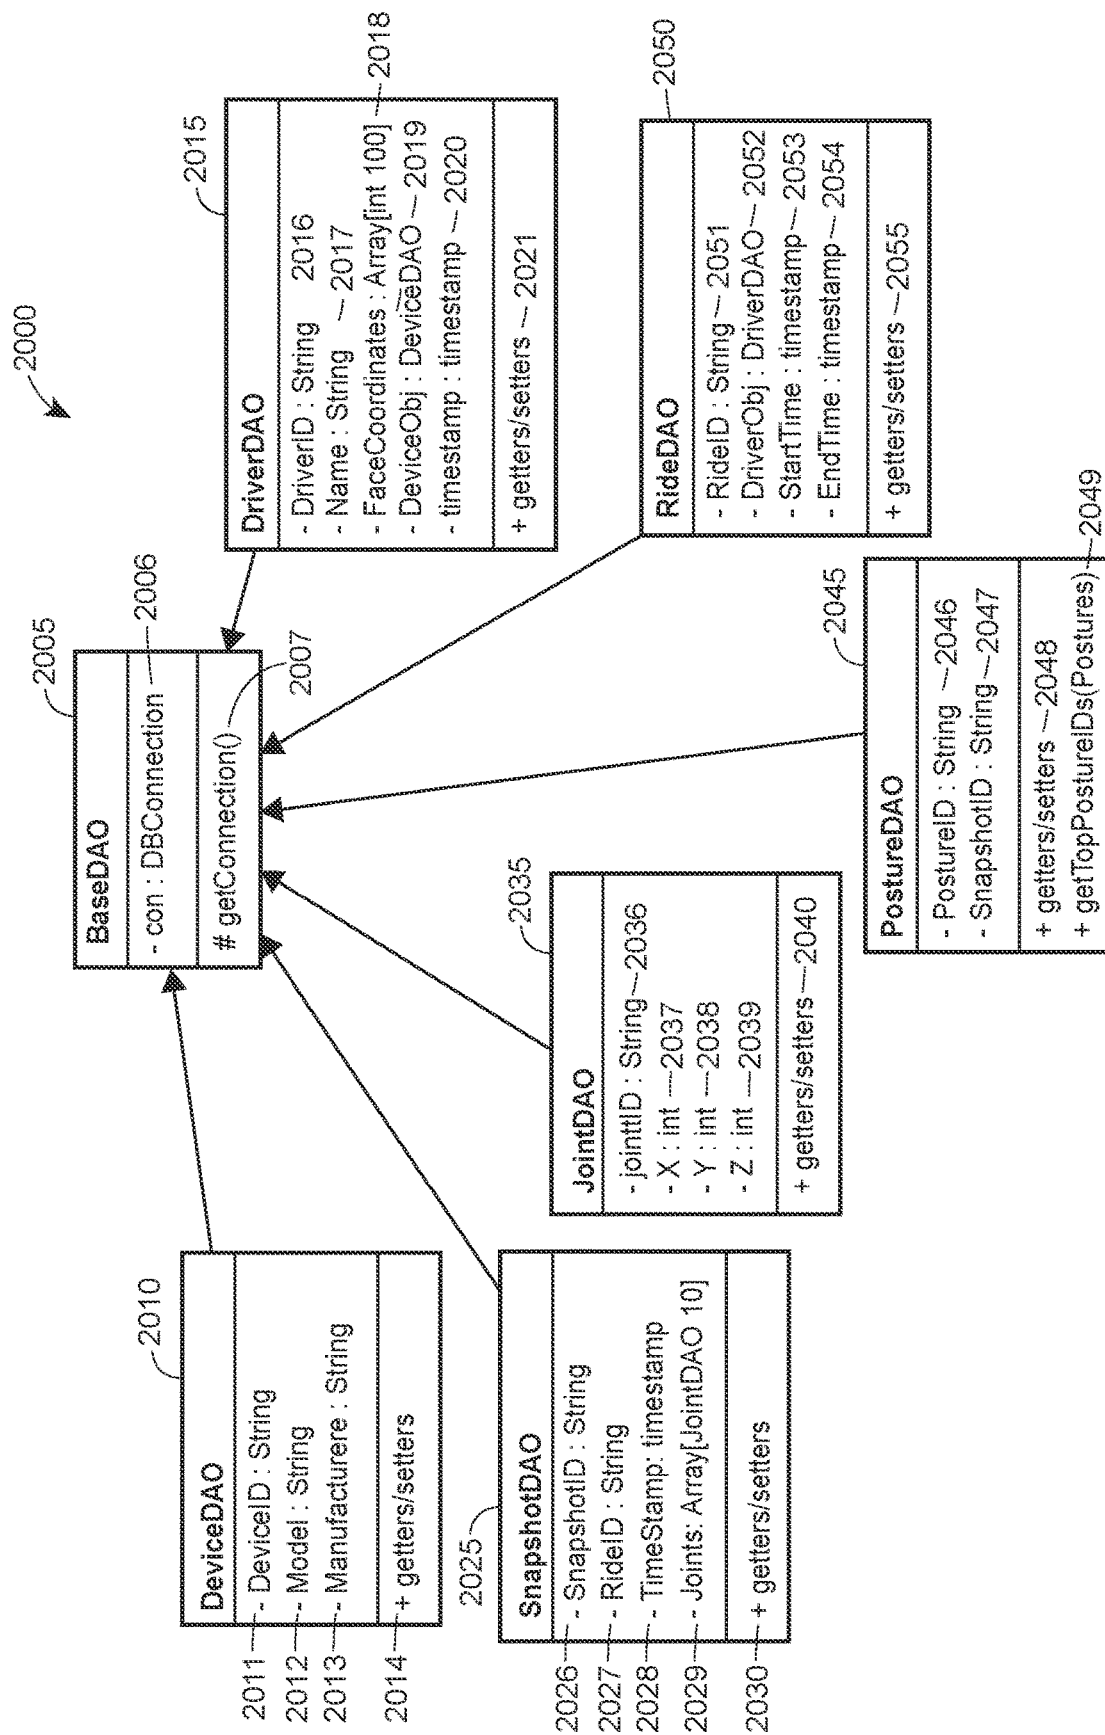 2000
2005
BaseDAO
- con : DBConnection 2006
# getConnection() 2007
2010
DeviceDAO
2011 - DeviceID : String
2012 - Model : String
2013 - Manufacturere : String
2014 + getters/setters
2015
DriverDAO
- DriverID : String 2016
- Name : String 2017
- FaceCoordinates : Array[int 100] 2018
- DeviceObj : DeviceDAO 2019
- timestamp : timestamp 2020
+ getters/setters 2021
2025
SnapshotDAO
2026 - SnapshotID : String
2027 - RideID : String
2028 - TimeStamp: timestamp
2029 - Joints: Array[JointDAO 10]
2030 + getters/setters
2035
JointDAO
- jointtID : String 2036
- X : int 2037
- Y : int 2038
- Z : int 2039
+ getters/setters 2040
2045
PostureDAO
- PostureID : String 2046
- SnapshotID : String 2047
+ getters/setters 2048
+ getTopPostureIDs(Postures) 2049
2050
RideDAO
- RideID : String 2051
- DriverObj : DriverDAO 2052
- StartTime : timestamp 2053
- EndTime : timestamp 2054
+ getters/setters 2055